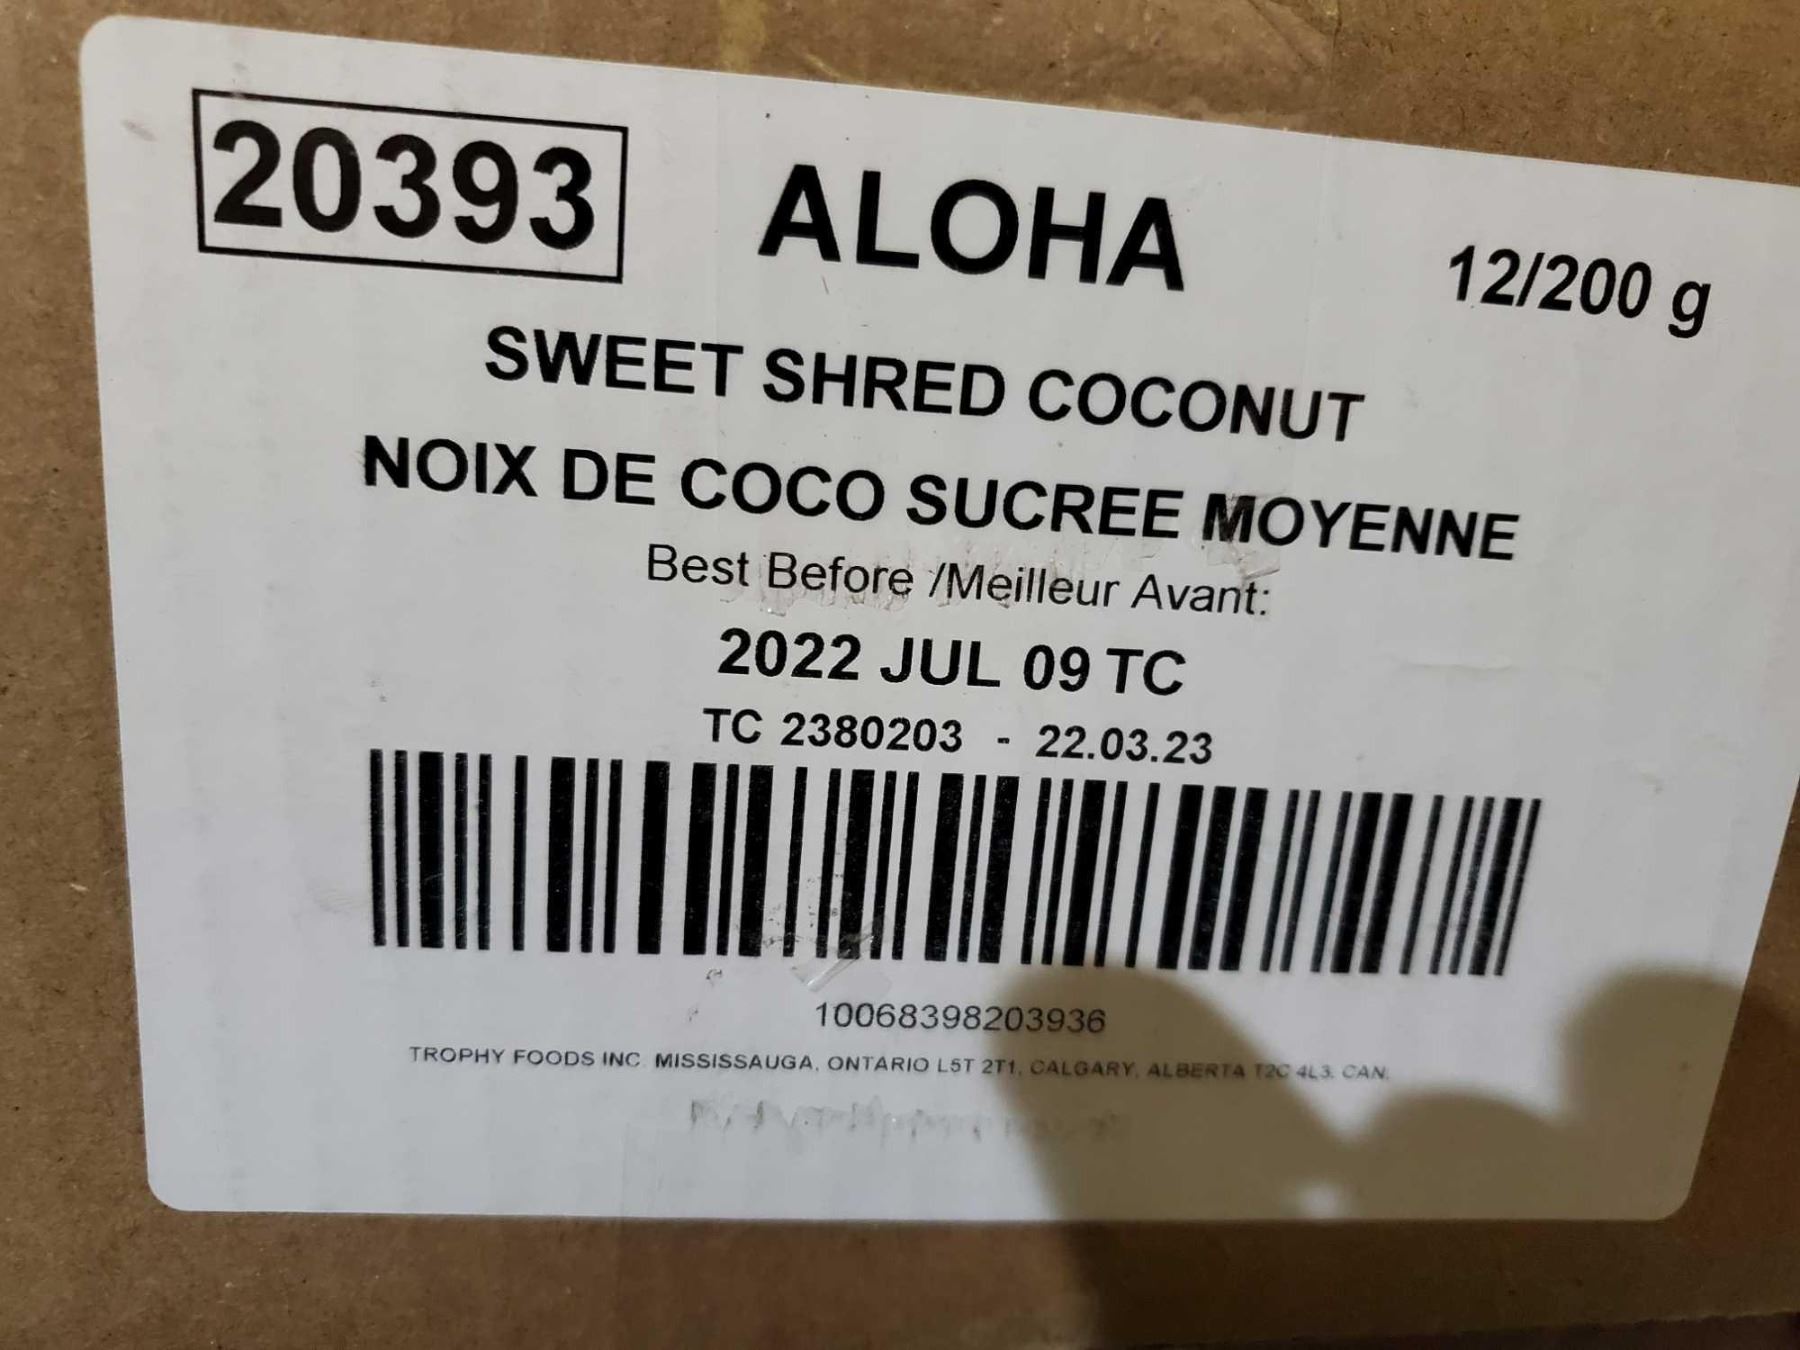 20393
ALOHA
12/200 g
SWEET SHRED COCONUT
NOIX DE COCO SUCREE MOYENNE
Best Before /Meilleur Avant:
2022 JUL 09 TC
TC 2380203 - 22.03.23
10068398203936
TROPHY FOODS INC. MISSISSAUGA, ONTARIO L5T 2T1, CALGARY, ALBERTA T2C 4L3. CAN.